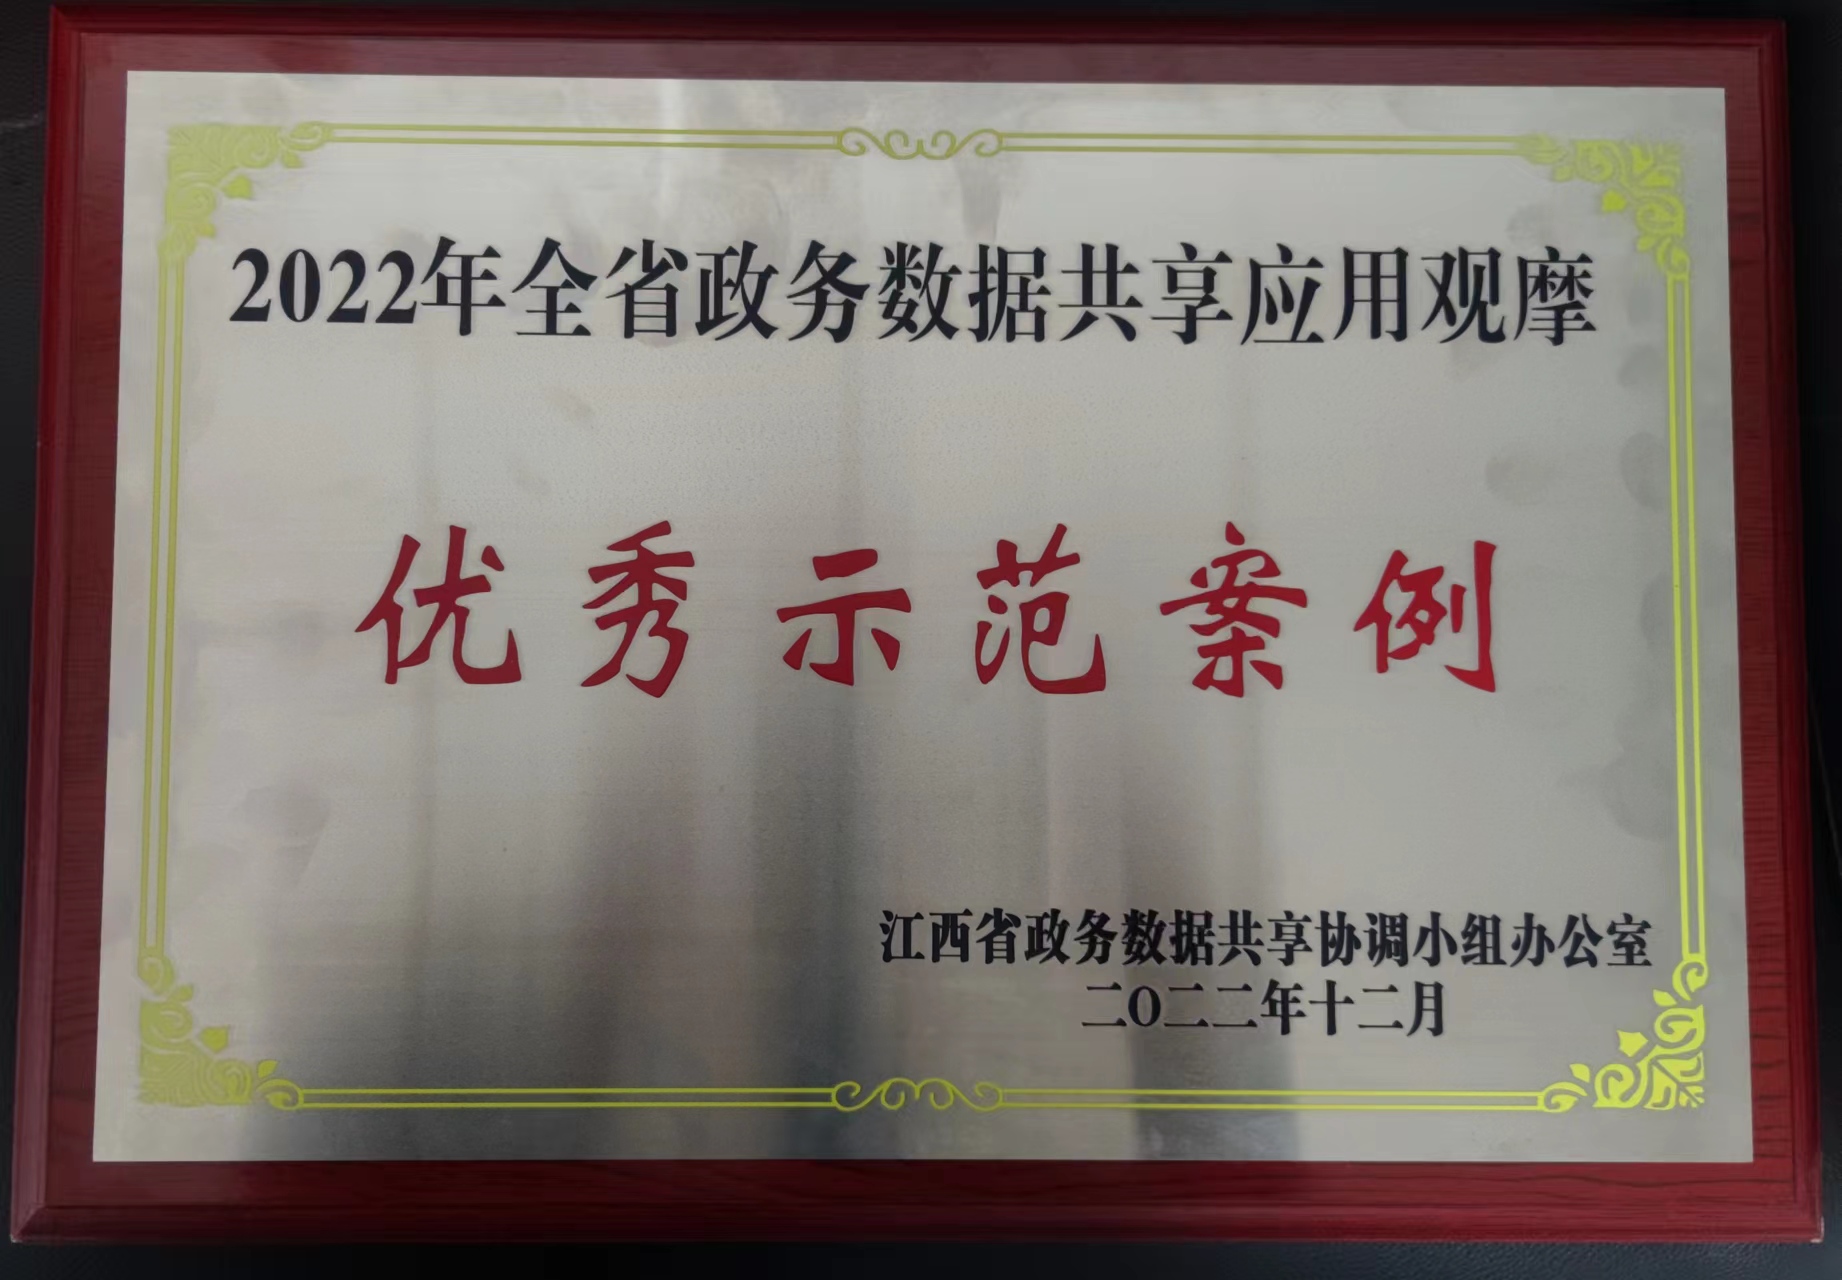 2022年全省政务数据共享应用观摩
优秀示范案例
江西省政务数据共享协调小组办公室
二〇二二年十二月